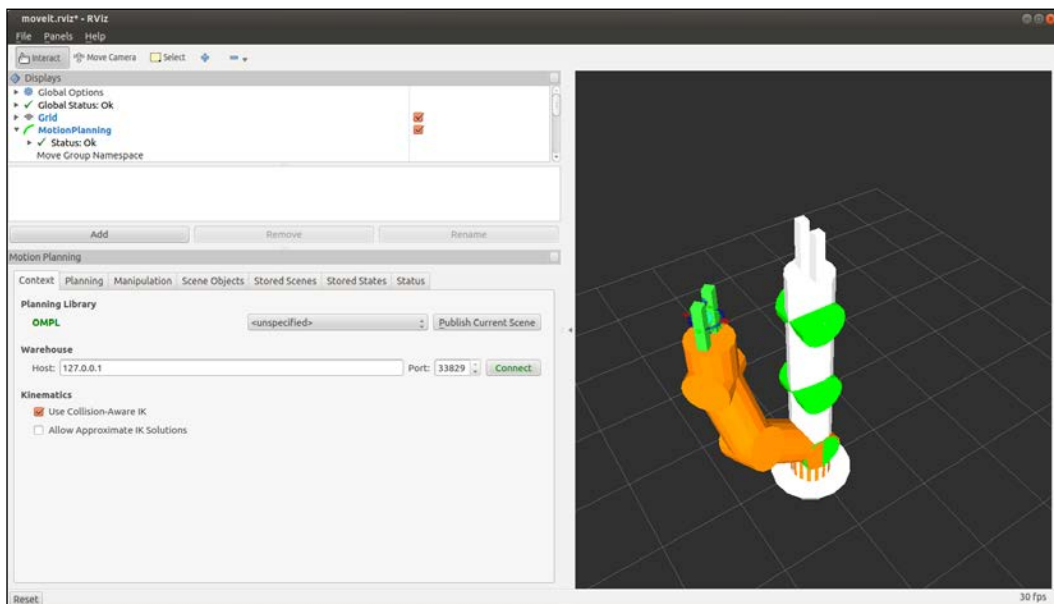 moveit.rviz* - RViz
File Panels Help
Interact Move Camera Select
Displays
Global Options
Global Status: Ok
Grid
MotionPlanning
Status: Ok
Move Group Namespace
Add Remove Rename
Motion Planning
Context Planning Manipulation Scene Objects Stored Scenes Stored States Status
Planning Library
OMPL <unspecified> Publish Current Scene
Warehouse
Host: 127.0.0.1 Port: 33829 Connect
Kinematics
Use Collision-Aware IK
Allow Approximate IK Solutions
Reset 30 fps